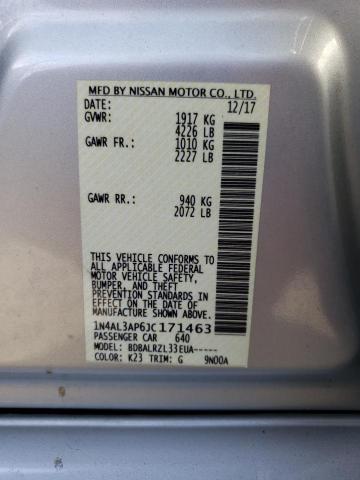 MFD BY NISSAN MOTOR CO., LTD.
DATE: 12/17
GVWR: 1917 KG
4226 LB
GAWR FR: 1010 KG
2227 LB
GAWR RR: 940 KG
2072 LB
THIS VEHICLE CONFORMS TO
ALL APPLICABLE FEDERAL
MOTOR VEHICLE SAFETY,
BUMPER, AND THEFT
PREVENTION STANDARDS
IN EFFECT ON THE DATE OF
MANUFACTURE SHOWN ABOVE.
1N4AL3AP6JC171463
PASSENGER CAR 640
MODEL: BDBALRZL33EUA-----
COLOR: K23 TRIM: G 9N00A